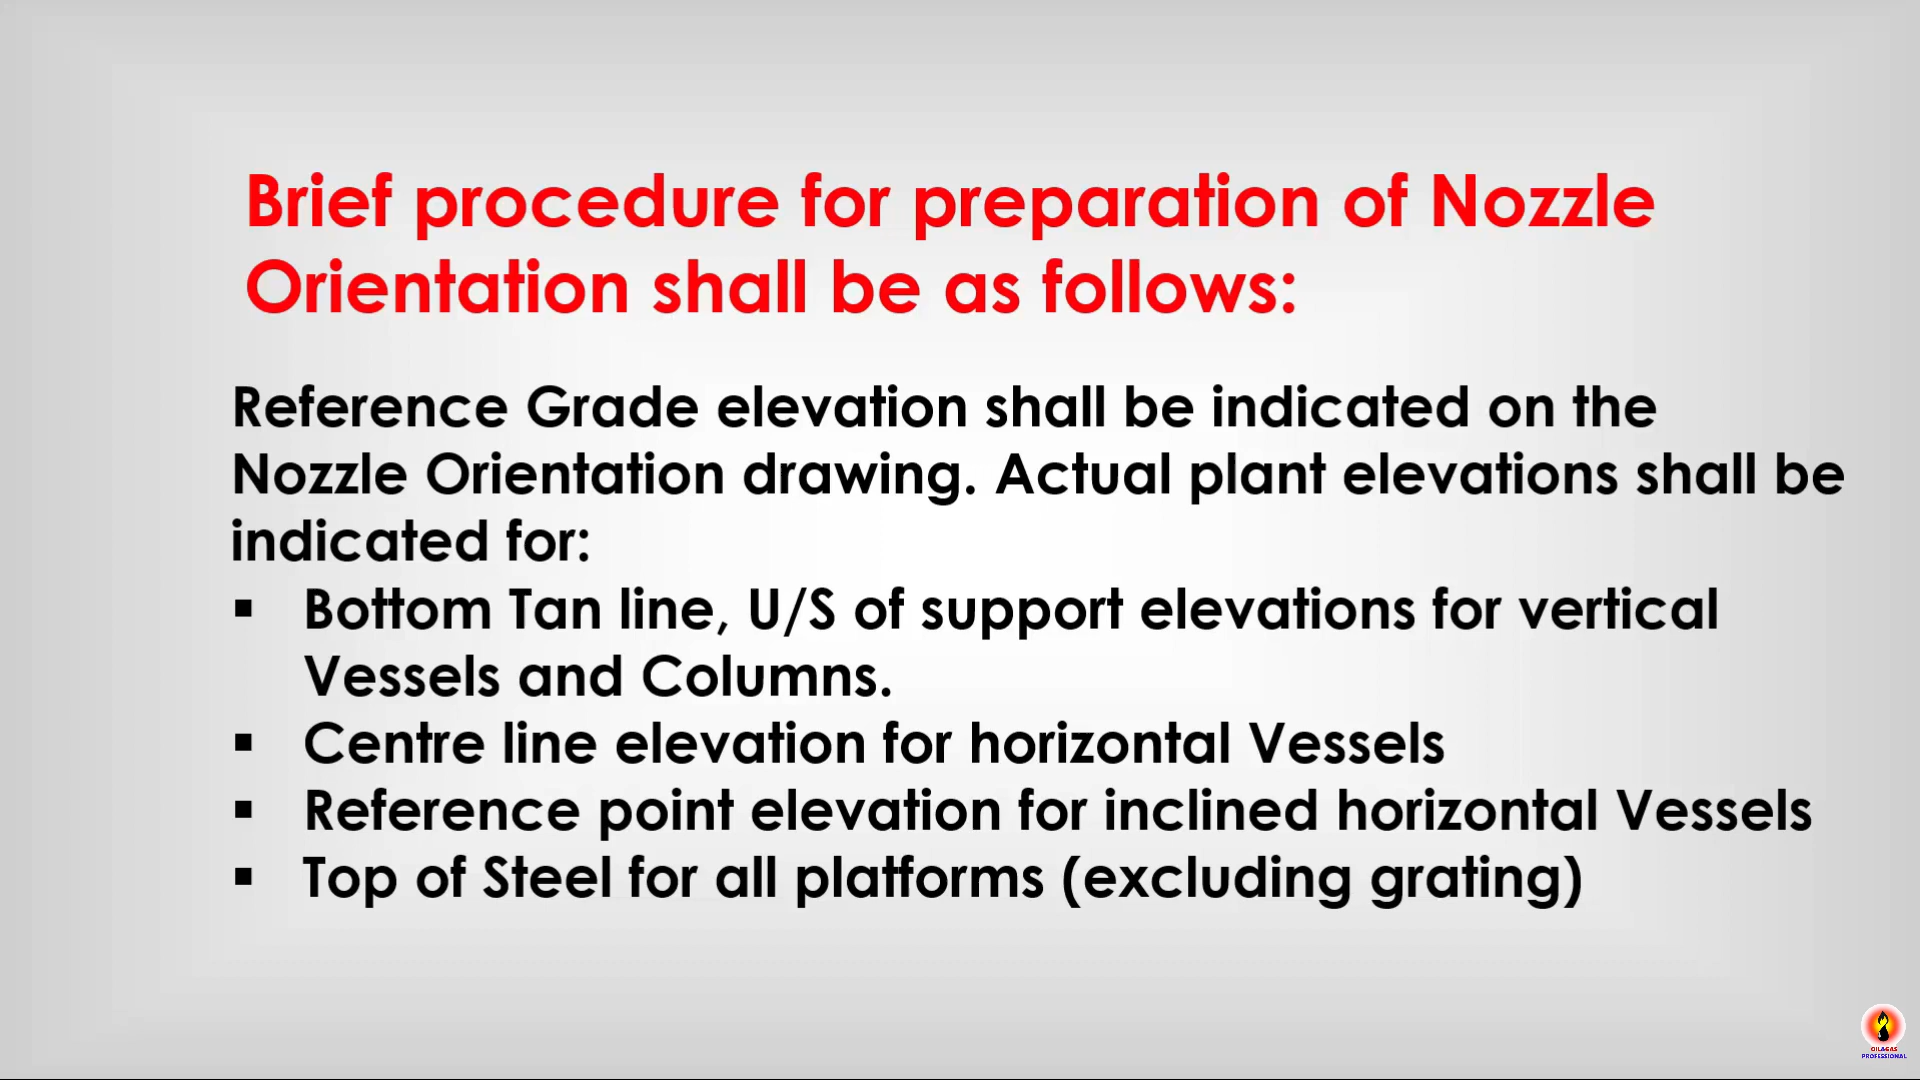 Brief procedure for preparation of Nozzle
Orientation shall be as follows:
Reference Grade elevation shall be indicated on the
Nozzle Orientation drawing. Actual plant elevations shall be
indicated for:
▪ Bottom Tan line, U/S of support elevations for vertical
Vessels and Columns.
▪ Centre line elevation for horizontal Vessels
▪ Reference point elevation for inclined horizontal Vessels
▪ Top of Steel for all platforms (excluding grating)
OIL&GAS
PROFESSIONAL